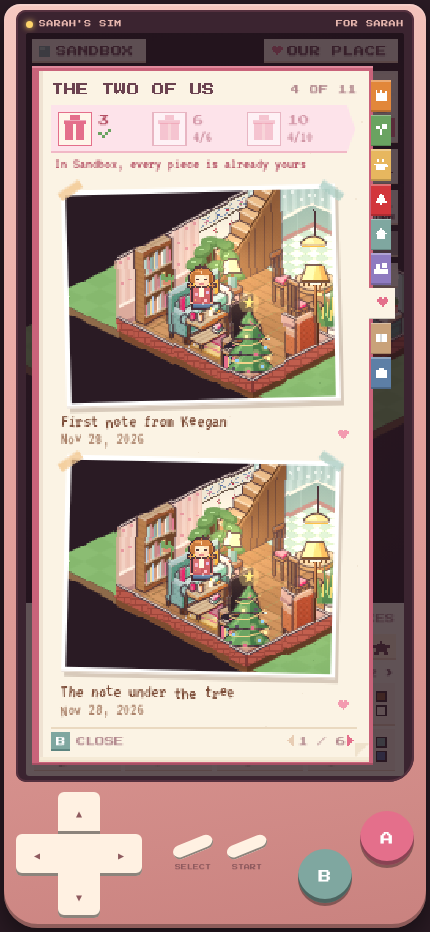 SARAH'S SIM
FOR SARAH
SANDBOX
OUR PLACE
THE TWO OF US
4 OF 11
3
6
4/6
10
4/10
In Sandbox, every piece is already yours
First note from Keegan
Nov 28, 2026
The note under the tree
Nov 28, 2026
B CLOSE
1 / 6
SELECT
START
B
A